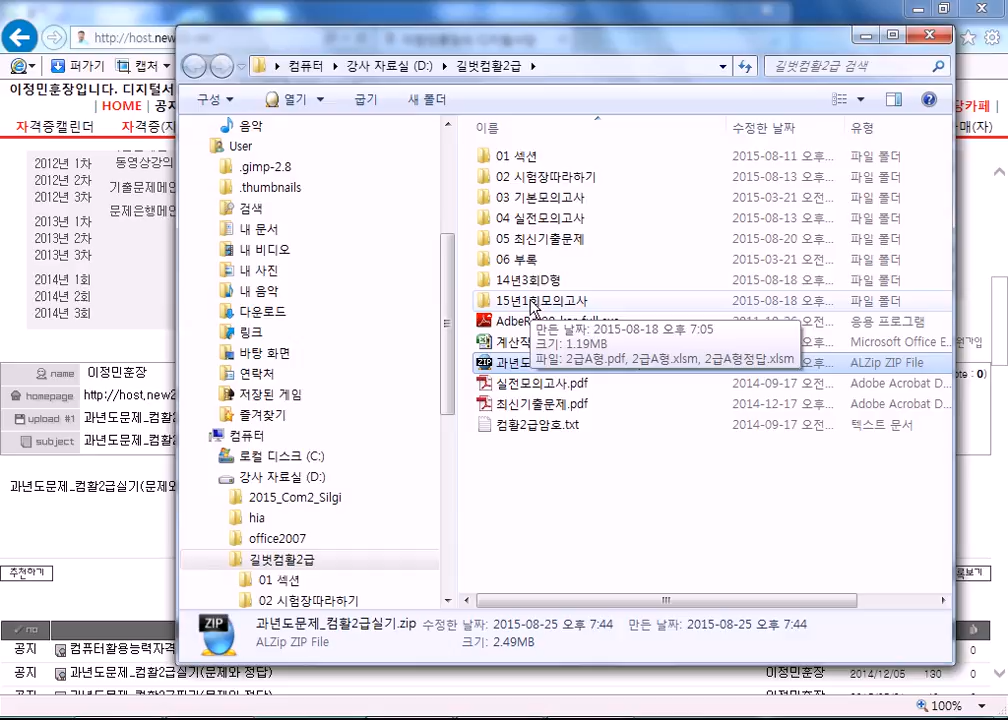 http://host.new
퍼가기
캡처
이정민훈장입니다. 디지털서
| HOME | 공지
당카페 |
자격증캘린더
자격증(자
매(자)
2012년 1차
2012년 2차
2012년 3차
2013년 1차
2013년 2차
2013년 3차
2014년 1회
2014년 2회
2014년 3회
동영상강의
기출문제메인
문제은행메인
name 이정민훈장
homepage http://host.new2
upload #1 과년도문제_컴활
subject 과년도문제_컴활2
과년도문제_컴활2급실기(문제와
추천하기
록보기
원가입
te : 0)
컴퓨터 ▸ 강사 자료실 (D:) ▸ 길벗컴활2급 ▸
길벗컴활2급 검색
구성 열기 굽기 새 폴더
음악
User
.gimp-2.8
.thumbnails
검색
내 문서
내 비디오
내 사진
내 음악
다운로드
링크
바탕 화면
연락처
저장된 게임
즐겨찾기
컴퓨터
로컬 디스크 (C:)
강사 자료실 (D:)
2015_Com2_Silgi
hia
office2007
길벗컴활2급
01 섹션
02 시험장따라하기
이름 수정한 날짜 유형
01 섹션 2015-08-11 오후... 파일 폴더
02 시험장따라하기 2015-08-18 오후... 파일 폴더
03 기본모의고사 2015-03-21 오전... 파일 폴더
04 실전모의고사 2015-08-13 오후... 파일 폴더
05 최신기출문제 2015-08-20 오후... 파일 폴더
06 부록 2015-03-21 오전... 파일 폴더
14년3회D형 2015-08-18 오후... 파일 폴더
15년1회모의고사 2015-08-18 오후... 파일 폴더
응용 프로그램
계산작 Microsoft Office E
과년도 ALZip ZIP File
만든 날짜: 2015-08-18 오후 7:05
크기: 1.19MB
파일: 2급A형.pdf, 2급A형.xlsm, 2급A형정답.xlsm
실전모의고사.pdf 2014-09-17 오전... Adobe Acrobat D...
최신기출문제.pdf 2014-12-17 오전... Adobe Acrobat D...
컴활2급암호.txt 2014-09-17 오전... 텍스트 문서
ZIP
과년도문제_컴활2급실기.zip 수정한 날짜: 2015-08-25 오후 7:44 만든 날짜: 2015-08-25 오후 7:44
ALZip ZIP File 크기: 2.49MB
no
공지 컴퓨터활용능력자격 0
공지 과년도문제_컴활2급실기(문제와 정답) 이정민훈장 2014/12/05 130 0
100%